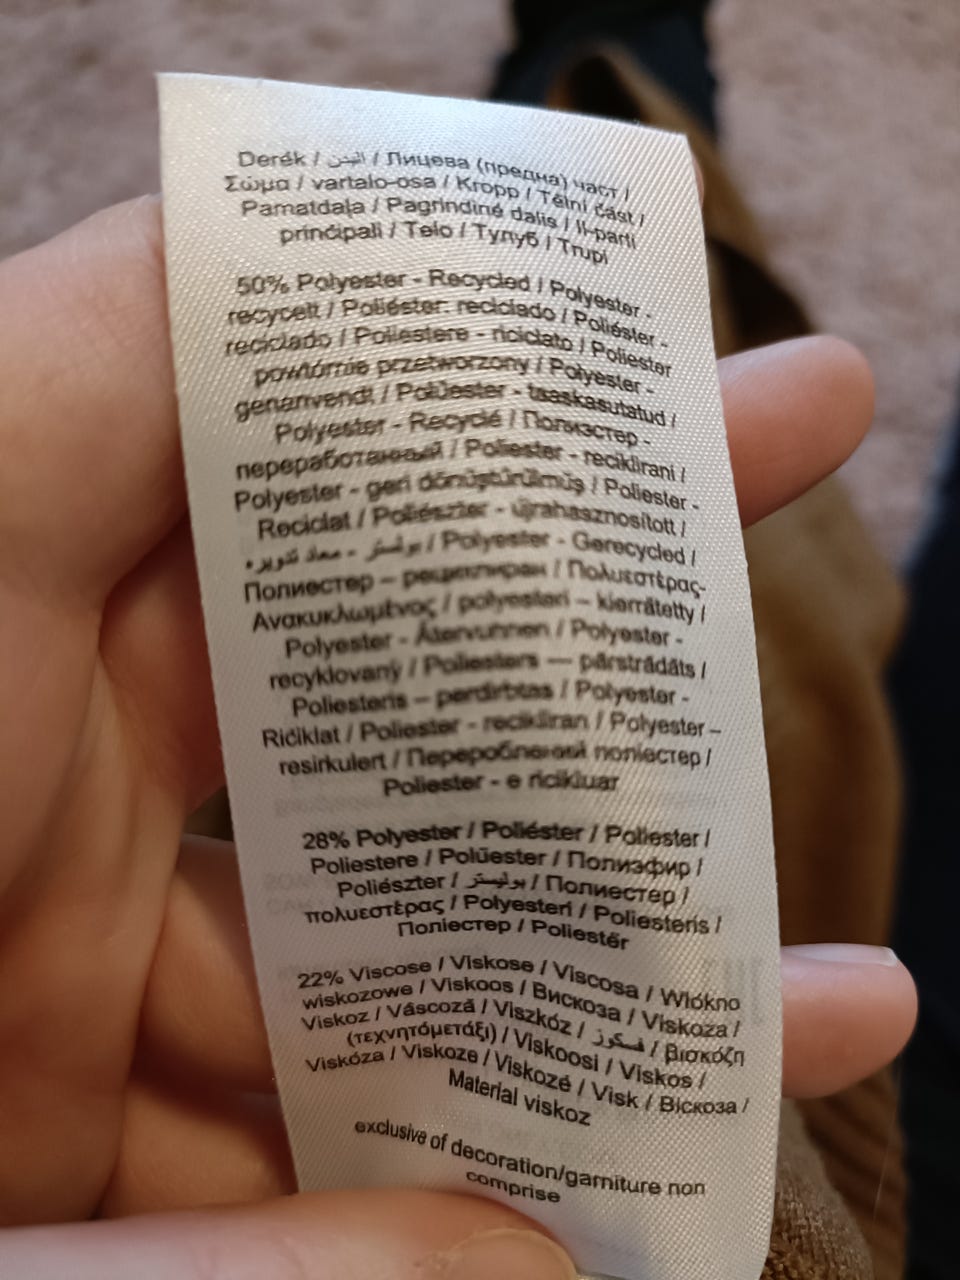 Derék / البدن / Лицева (предна) част /
Σώμα / vartalo-osa / Kropp / Tělní část /
Pamatdaļa / Pagrindinė dalis / Il-parti
prinċipali / Telo / Тулуб / Trupi
50% Polyester - Recycled / Polyester -
recycelt / Poliéster: reciclado / Poliéster -
reciclado / Poliestere - riciclato / Poliester
powtórnie przetworzony / Polyester -
genanvendt / Polüester - taaskasutatud /
Polyester - Recyclé / Полиэстер -
переработанный / Poliester - reciklirani /
Polyester - geri dönüştürülmüş / Poliester -
Reciclat / Poliészter - újrahasznosított /
بوليستر - معاد تدويره / Polyester - Gerecycled /
Полиестер – рециклиран / Πολυεστέρας-
Ανακυκλωμένος / polyesteri – kierrätetty /
Polyester - Återvunnen / Polyester -
recyklovaný / Poliesters — pārstrādāts /
Poliesteris – perdirbtas / Polyester -
Riċiklat / Poliester - recikliran / Polyester –
resirkulert / Перероблений поліестер /
Poliester - e ricikluar
28% Polyester / Poliéster / Poliester /
Poliestere / Polüester / Полиэфир /
Poliészter / بوليستر / Полиестер /
πολυεστέρας / Polyesteri / Poliesteris /
Поліестер / Poliestër
22% Viscose / Viskose / Viscosa / Włókno
wiskozowe / Viskoos / Вискоза / Viskoza /
Viskoz / Vâscoză / Viszkóz / فسكوز / βισκόζη
(τεχνητόμετάξι) / Viskoosi / Viskos /
Viskóza / Viskoze / Viskozė / Visk / Віскоза /
Material viskoz
exclusive of decoration/garniture non
comprise